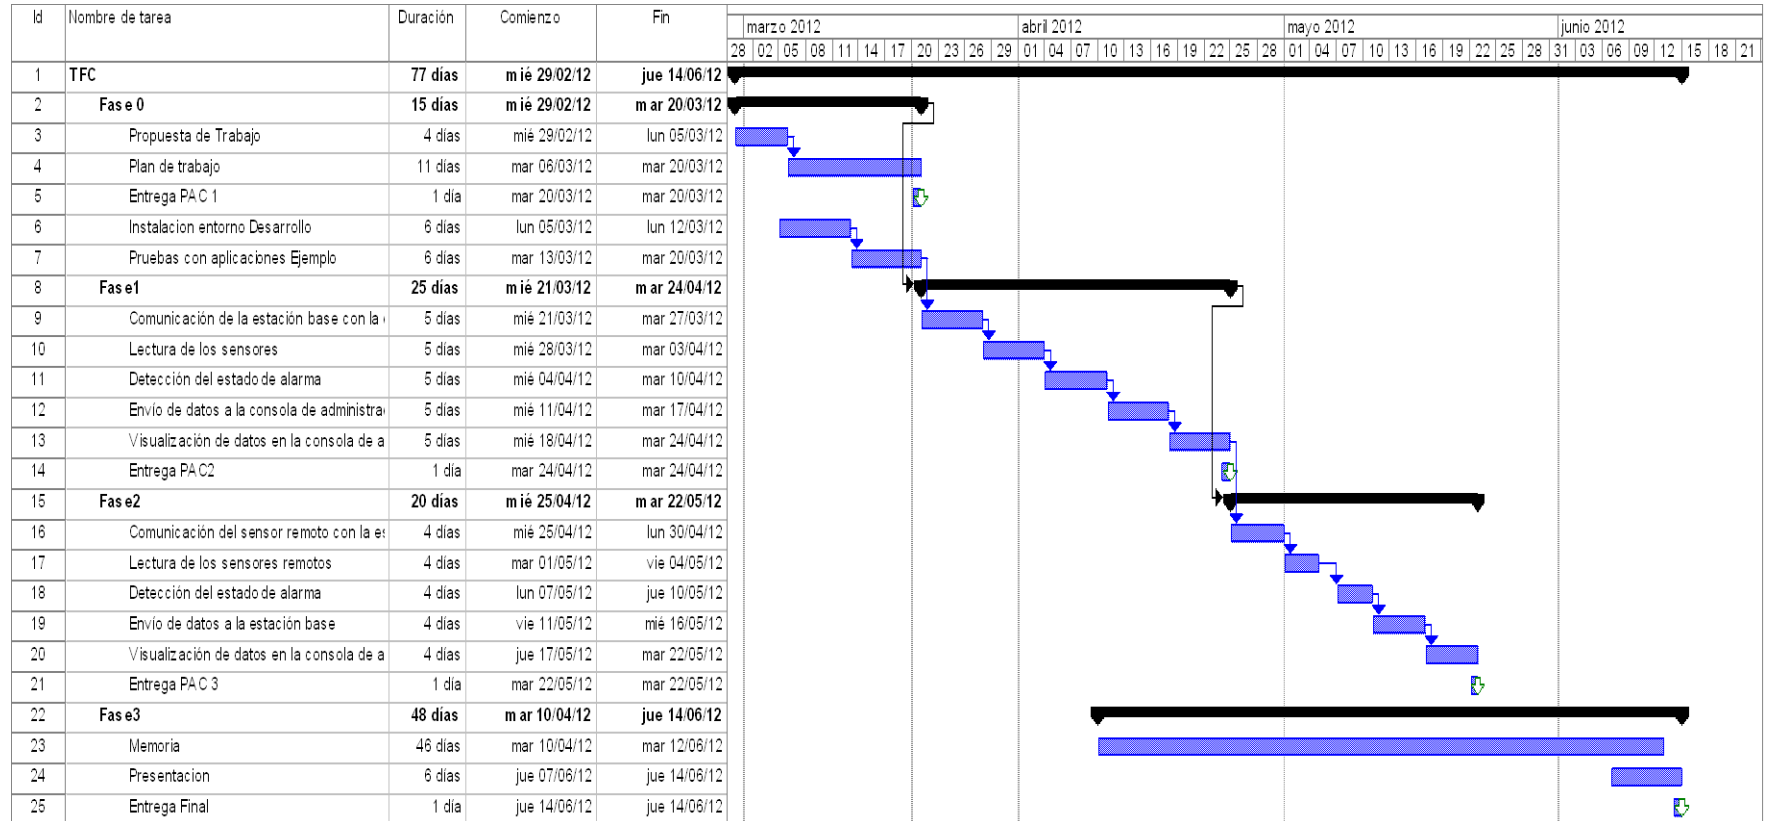 Id Nombre de tarea Duración Comienzo Fin
marzo 2012 abril 2012 mayo 2012 junio 2012
28 02 05 08 11 14 17 20 23 26 29 01 04 07 10 13 16 19 22 25 28 01 04 07 10 13 16 19 22 25 28 31 03 06 09 12 15 18 21
1 TFC 77 días mié 29/02/12 jue 14/06/12
2 Fase 0 15 días mié 29/02/12 mar 20/03/12
3 Propuesta de Trabajo 4 días mié 29/02/12 lun 05/03/12
4 Plan de trabajo 11 días mar 06/03/12 mar 20/03/12
5 Entrega PAC 1 1 día mar 20/03/12 mar 20/03/12
6 Instalacion entorno Desarrollo 6 días lun 05/03/12 lun 12/03/12
7 Pruebas con aplicaciones Ejemplo 6 días mar 13/03/12 mar 20/03/12
8 Fase1 25 días mié 21/03/12 mar 24/04/12
9 Comunicación de la estación base con la 5 días mié 21/03/12 mar 27/03/12
10 Lectura de los sensores 5 días mié 28/03/12 mar 03/04/12
11 Detección del estado de alarma 5 días mié 04/04/12 mar 10/04/12
12 Envío de datos a la consola de administra 5 días mié 11/04/12 mar 17/04/12
13 Visualización de datos en la consola de a 5 días mié 18/04/12 mar 24/04/12
14 Entrega PAC2 1 día mar 24/04/12 mar 24/04/12
15 Fase2 20 días mié 25/04/12 mar 22/05/12
16 Comunicación del sensor remoto con la es 4 días mié 25/04/12 lun 30/04/12
17 Lectura de los sensores remotos 4 días mar 01/05/12 vie 04/05/12
18 Detección del estado de alarma 4 días lun 07/05/12 jue 10/05/12
19 Envío de datos a la estación base 4 días vie 11/05/12 mié 16/05/12
20 Visualización de datos en la consola de a 4 días jue 17/05/12 mar 22/05/12
21 Entrega PAC 3 1 día mar 22/05/12 mar 22/05/12
22 Fase3 48 días mar 10/04/12 jue 14/06/12
23 Memoria 46 días mar 10/04/12 mar 12/06/12
24 Presentacion 6 días jue 07/06/12 jue 14/06/12
25 Entrega Final 1 día jue 14/06/12 jue 14/06/12